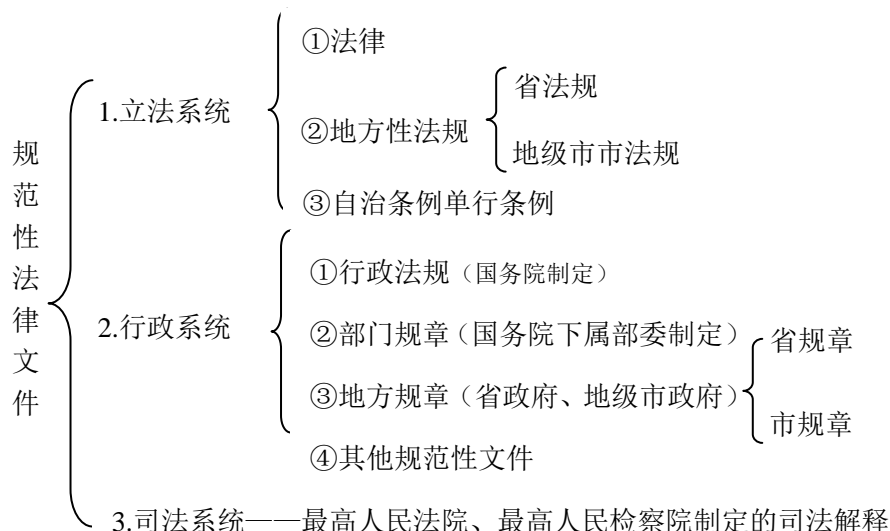 规范性法律文件
1.立法系统
①法律
②地方性法规
省法规
地级市市法规
③自治条例单行条例
2.行政系统
①行政法规（国务院制定）
②部门规章（国务院下属部委制定）
③地方规章（省政府、地级市政府）
省规章
市规章
④其他规范性文件
3.司法系统——最高人民法院、最高人民检察院制定的司法解释